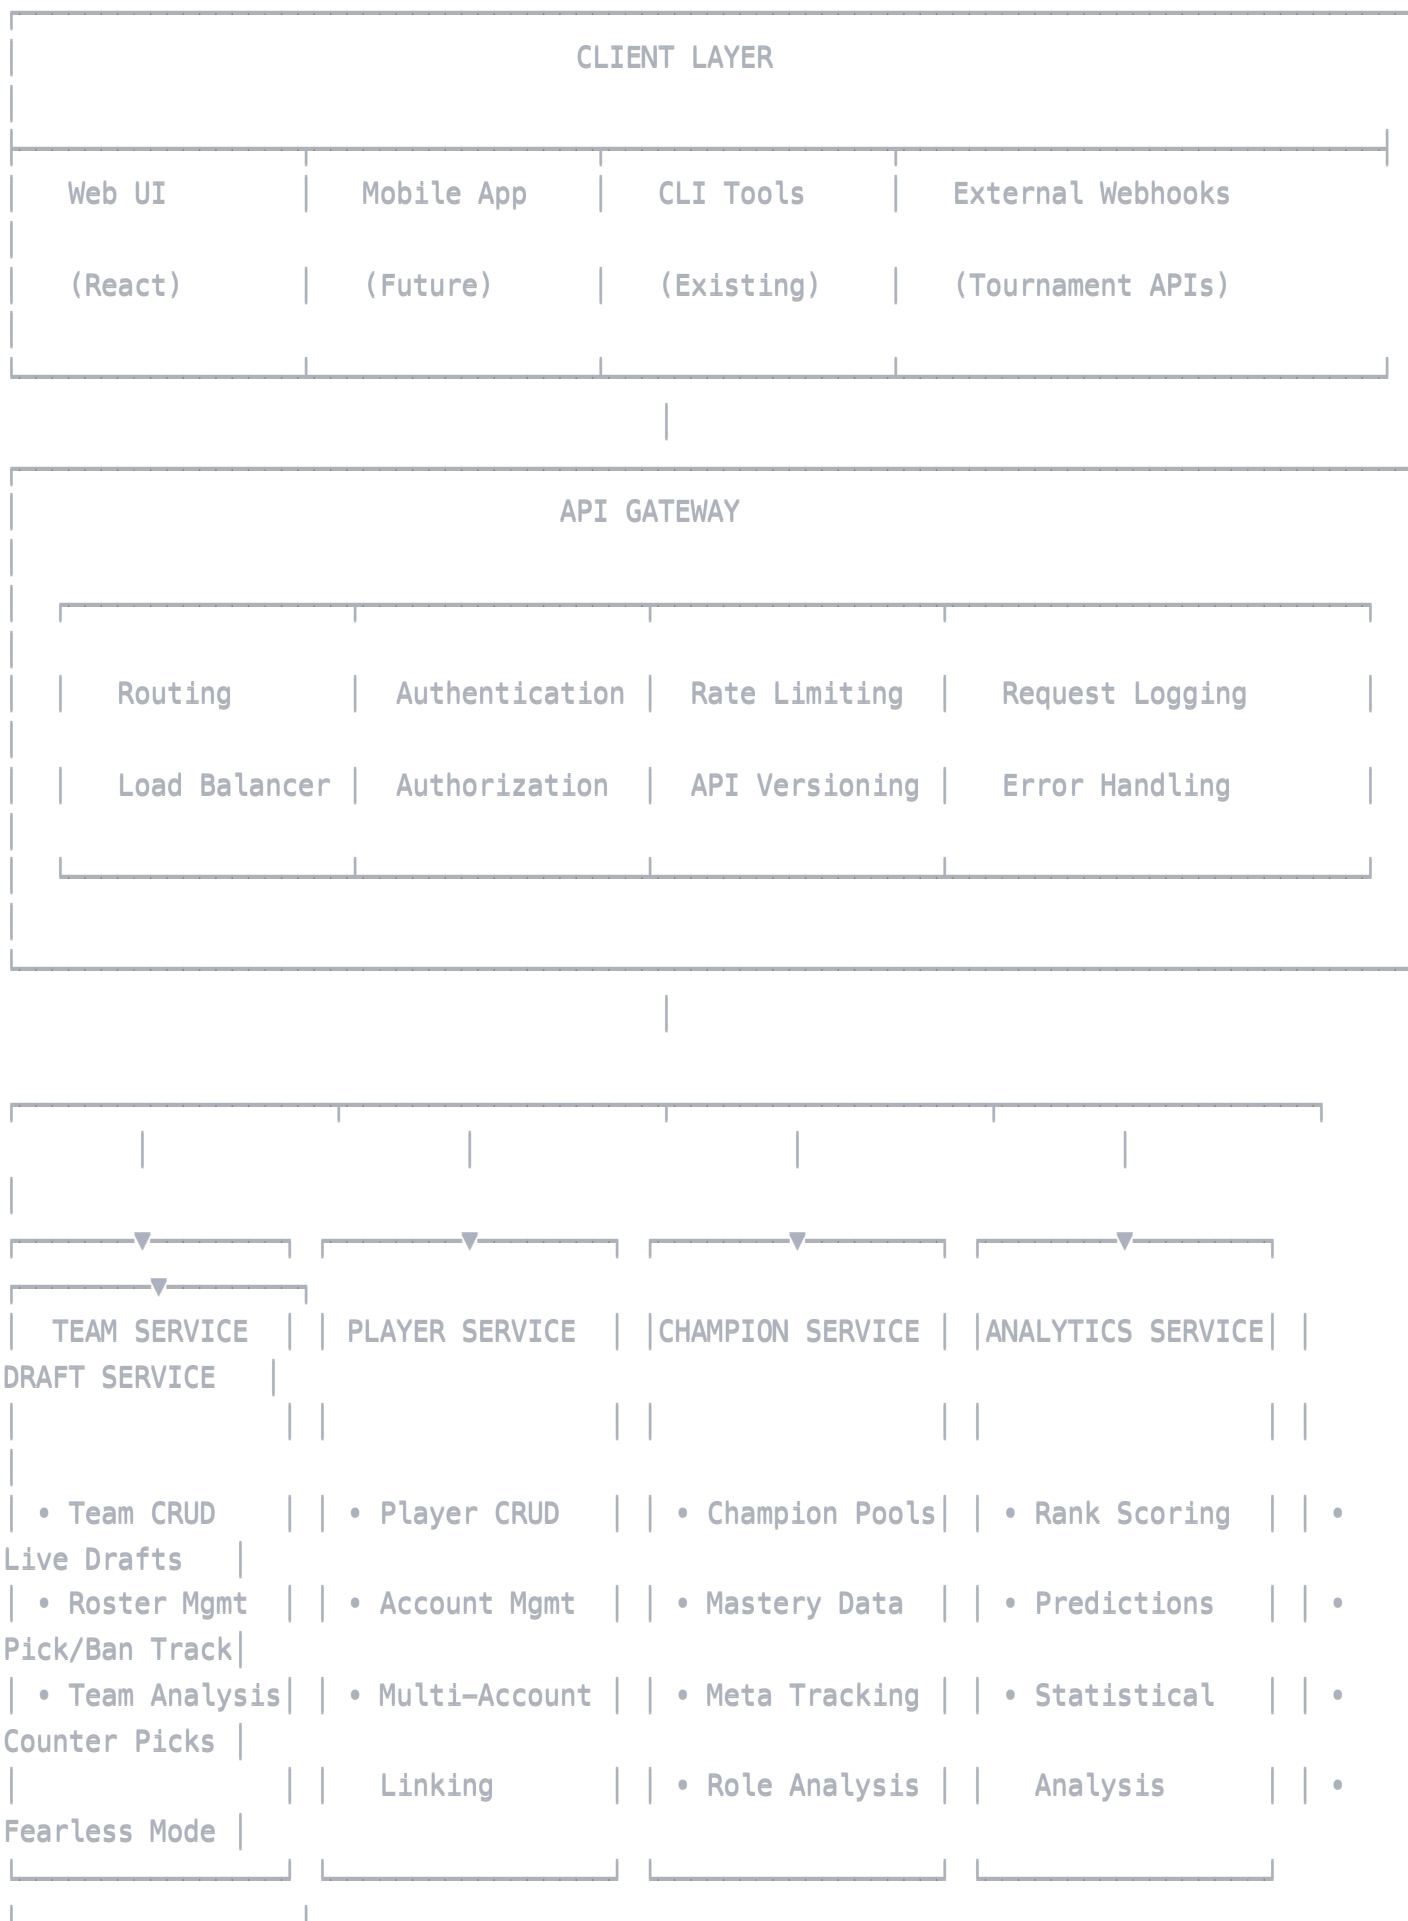 CLIENT LAYER
Web UI │ Mobile App │ CLI Tools │ External Webhooks
(React) │ (Future) │ (Existing) │ (Tournament APIs)
API GATEWAY
│ Routing │ Authentication │ Rate Limiting │ Request Logging │
│ Load Balancer │ Authorization │ API Versioning │ Error Handling │
│ TEAM SERVICE │ │ PLAYER SERVICE │ │CHAMPION SERVICE │ │ANALYTICS SERVICE│ │
DRAFT SERVICE │
│ • Team CRUD │ │ • Player CRUD │ │ • Champion Pools│ │ • Rank Scoring │ │ •
Live Drafts │
│ • Roster Mgmt │ │ • Account Mgmt │ │ • Mastery Data │ │ • Predictions │ │ •
Pick/Ban Track│
│ • Team Analysis│ │ • Multi-Account │ │ • Meta Tracking │ │ • Statistical │ │ •
Counter Picks │
│ │ │ Linking │ │ • Role Analysis │ │ Analysis │ │ •
Fearless Mode │